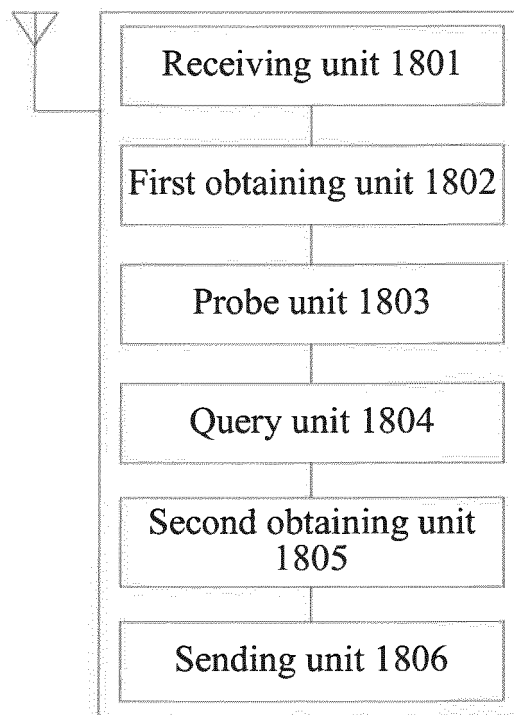 Receiving unit 1801
First obtaining unit 1802
Probe unit 1803
Query unit 1804
Second obtaining unit
1805
Sending unit 1806